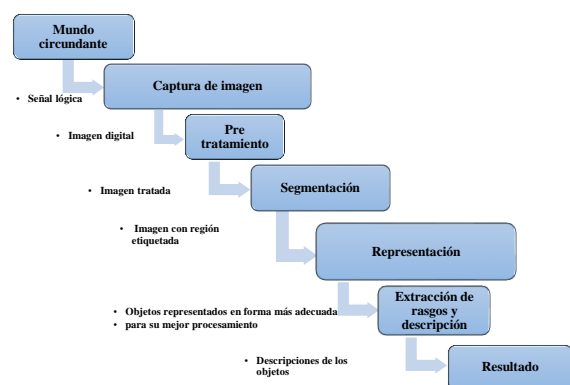 Mundo
circundante
Captura de imagen
• Señal lógica
Pre
tratamiento
• Imagen digital
Segmentación
• Imagen tratada
• Imagen con región
etiquetada
Representación
Extracción de
rasgos y
descripción
• Objetos representados en forma más adecuada
• para su mejor procesamiento
Resultado
• Descripciones de los
objetos